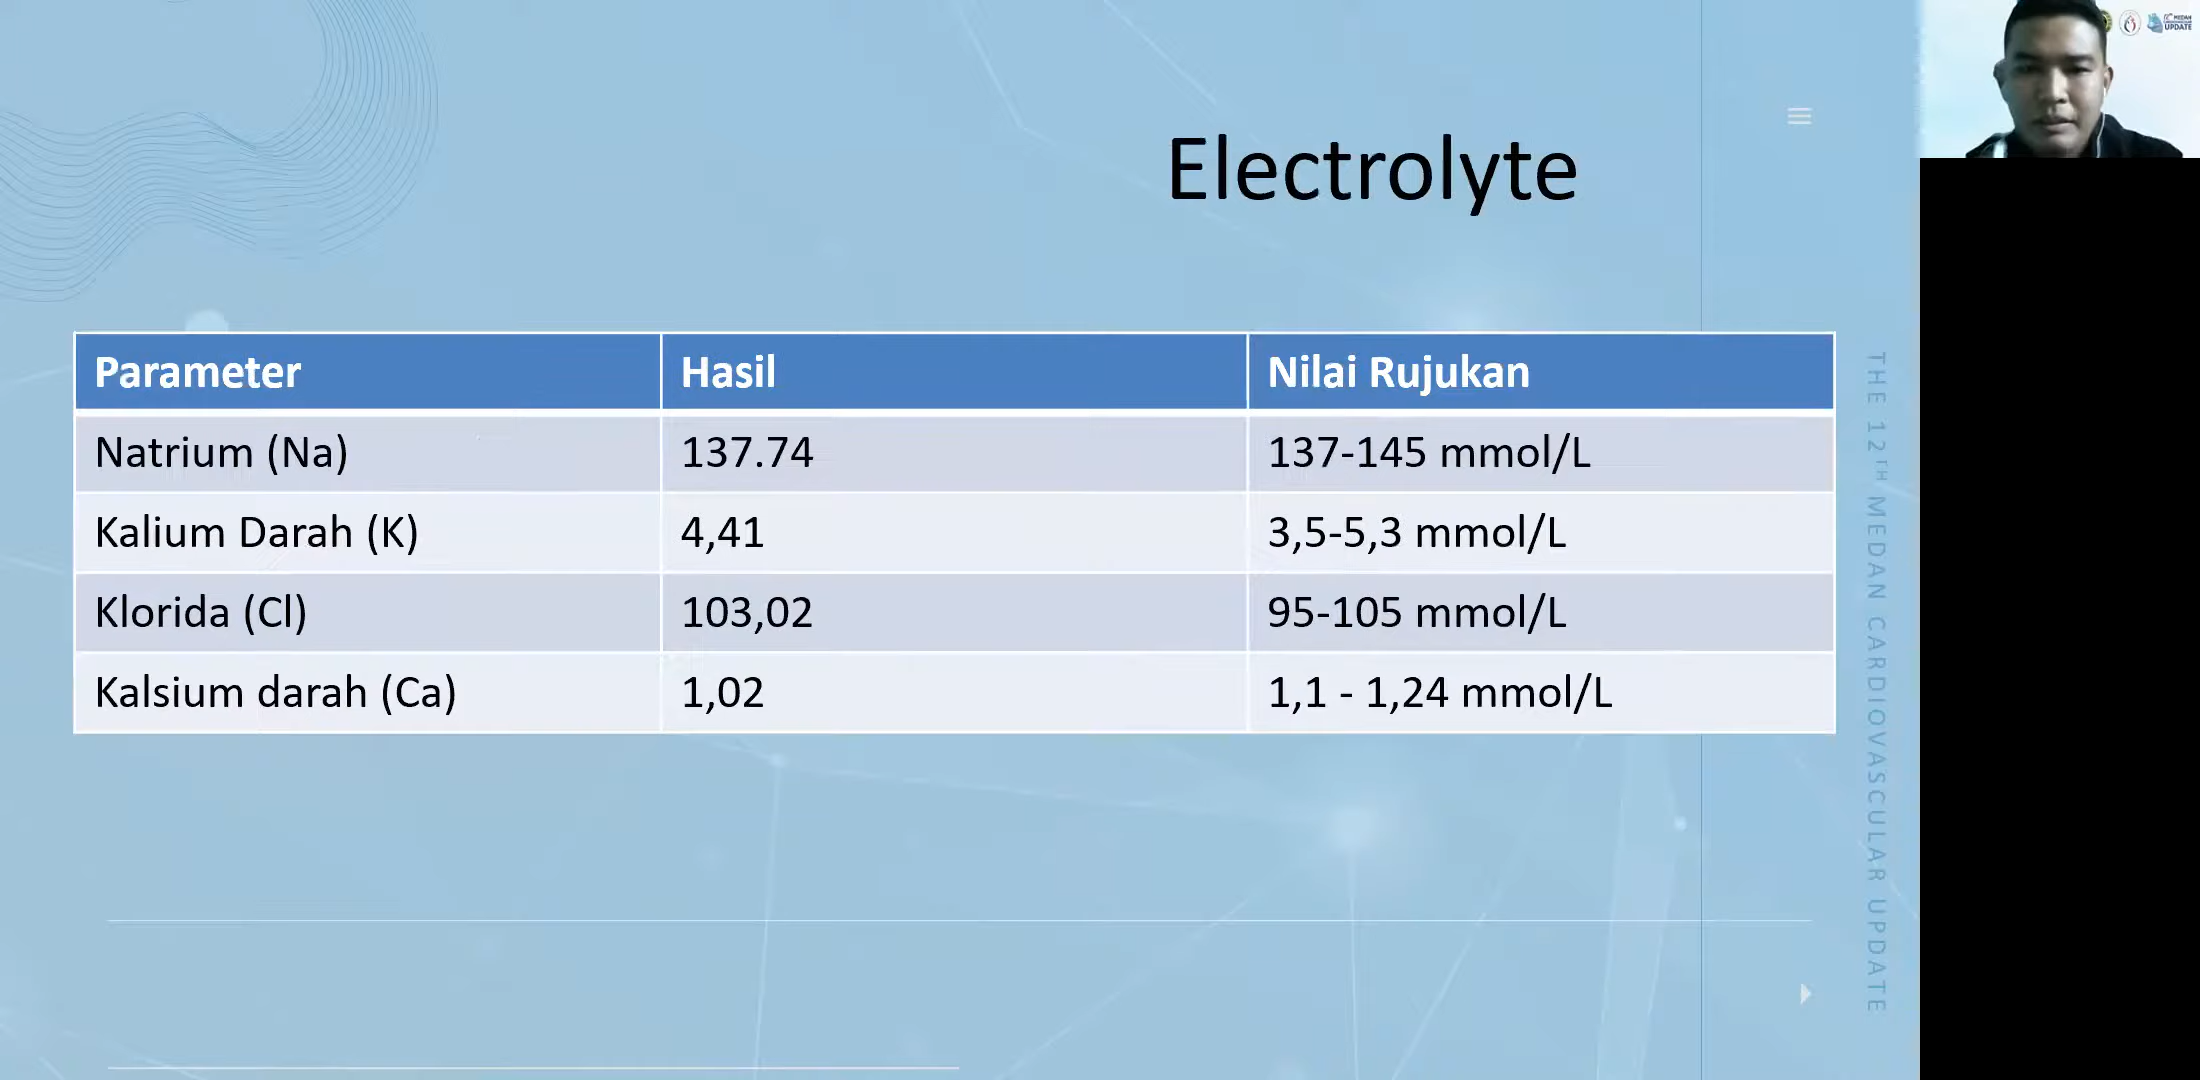 Electrolyte
Parameter Hasil Nilai Rujukan
Natrium (Na) 137.74 137-145 mmol/L
Kalium Darah (K) 4,41 3,5-5,3 mmol/L
Klorida (Cl) 103,02 95-105 mmol/L
Kalsium darah (Ca) 1,02 1,1 - 1,24 mmol/L
THE 12TH MEDAN CARDIOVASCULAR UPDATE
MEDAN
UPDATE